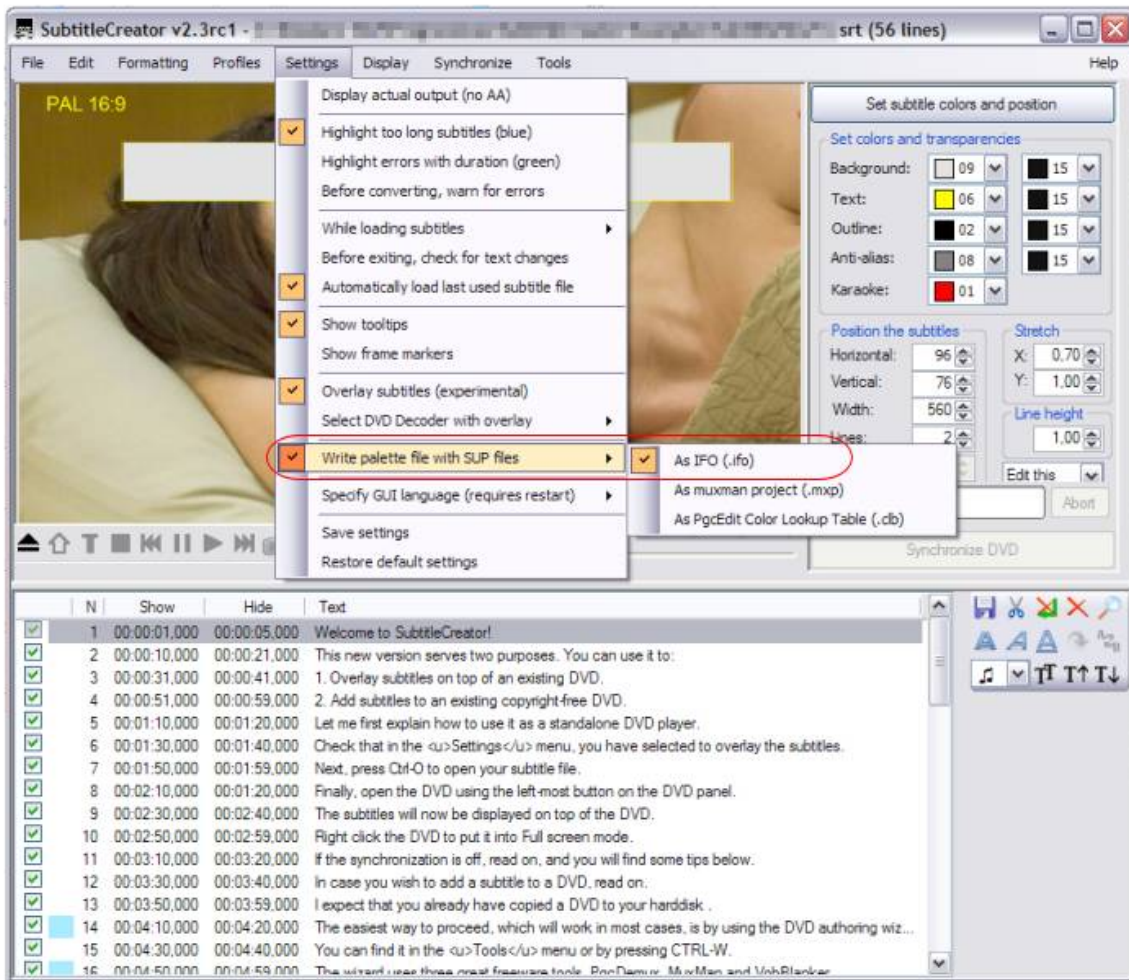 SubtitleCreator v2.3rc1 - srt (56 lines)
File Edit Formatting Profiles Settings Display Synchronize Tools Help
PAL 16:9
Display actual output (no AA)
Highlight too long subtitles (blue)
Highlight errors with duration (green)
Before converting, warn for errors
While loading subtitles
Before exiting, check for text changes
Automatically load last used subtitle file
Show tooltips
Show frame markers
Overlay subtitles (experimental)
Select DVD Decoder with overlay
Write palette file with SUP files
Specify GUI language (requires restart)
Save settings
Restore default settings
As IFO (.ifo)
As muxman project (.mxp)
As PgcEdit Color Lookup Table (.clb)
Set subtitle colors and position
Set colors and transparencies
Background: 09 15
Text: 06 15
Outline: 02 15
Anti-alias: 08 15
Karaoke: 01
Position the subtitles Stretch
Horizontal: 96 X: 0.70
Vertical: 76 Y: 1.00
Width: 560 Line height
Lines: 2 1.00
Edit this
Abort
Synchronize DVD
N Show Hide Text
1 00:00:01,000 00:00:05,000 Welcome to SubtitleCreator!
2 00:00:10,000 00:00:21,000 This new version serves two purposes. You can use it to:
3 00:00:31,000 00:00:41,000 1. Overlay subtitles on top of an existing DVD.
4 00:00:51,000 00:00:59,000 2. Add subtitles to an existing copyright-free DVD.
5 00:01:10,000 00:01:20,000 Let me first explain how to use it as a standalone DVD player.
6 00:01:30,000 00:01:40,000 Check that in the <u>Settings</u> menu, you have selected to overlay the subtitles.
7 00:01:50,000 00:01:59,000 Next, press Ctrl-O to open your subtitle file.
8 00:02:10,000 00:01:20,000 Finally, open the DVD using the left-most button on the DVD panel.
9 00:02:30,000 00:02:40,000 The subtitles will now be displayed on top of the DVD.
10 00:02:50,000 00:02:59,000 Right click the DVD to put it into Full screen mode.
11 00:03:10,000 00:03:20,000 If the synchronization is off, read on, and you will find some tips below.
12 00:03:30,000 00:03:40,000 In case you wish to add a subtitle to a DVD, read on.
13 00:03:50,000 00:03:59,000 I expect that you already have copied a DVD to your harddisk .
14 00:04:10,000 00:04:20,000 The easiest way to proceed, which will work in most cases, is by using the DVD authoring wiz...
15 00:04:30,000 00:04:40,000 You can find it in the <u>Tools</u> menu or by pressing CTRL-W.
16 00:04:50,000 00:04:59,000 The wizard uses three great freeware tools, PgcDemux, MuxMan and VobBlanker